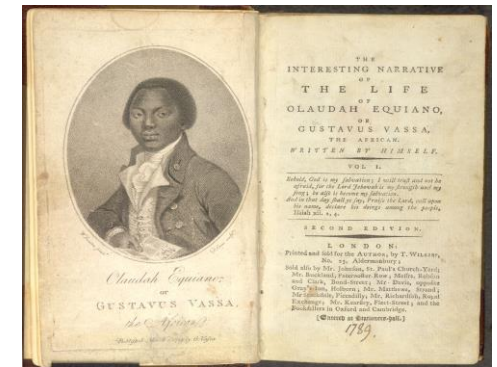 Olaudah Equiano;
or
GUSTAVUS VASSA,
the African
THE
INTERESTING NARRATIVE
OF
THE LIFE
OF
OLAUDAH EQUIANO,
OR
GUSTAVUS VASSA,
THE AFRICAN.
WRITTEN BY HIMSELF.
VOL I.
Behold, God is my salvation; I will trust and not be
afraid, for the Lord Jehovah is my strength and my
song; he also is become my salvation.
And in that day shall ye say, Praise the Lord, call upon
his name, declare his doings among the people,
Isaiah xii. 2, 4.
SECOND EDITION.
LONDON:
Printed and sold for the AUTHOR, by T. WILKINS,
No. 23, Aldermanbury;
Sold also by Mr. Johnson, St. Paul's Church-Yard;
Mr. Buckland, Paternoster-Row; Messrs. Robson
and Clark, Bond-Street; Mr. Davis, opposite
Gray's-Inn, Holborn; Mr. Matthews, Strand;
Mr. Stockdale, Piccadilly; Mr. Richardson, Royal
Exchange; Mr. Kearsley, Fleet-Street; and the
Booksellers in Oxford and Cambridge.
[Entered at Stationers-hall.]
1789.